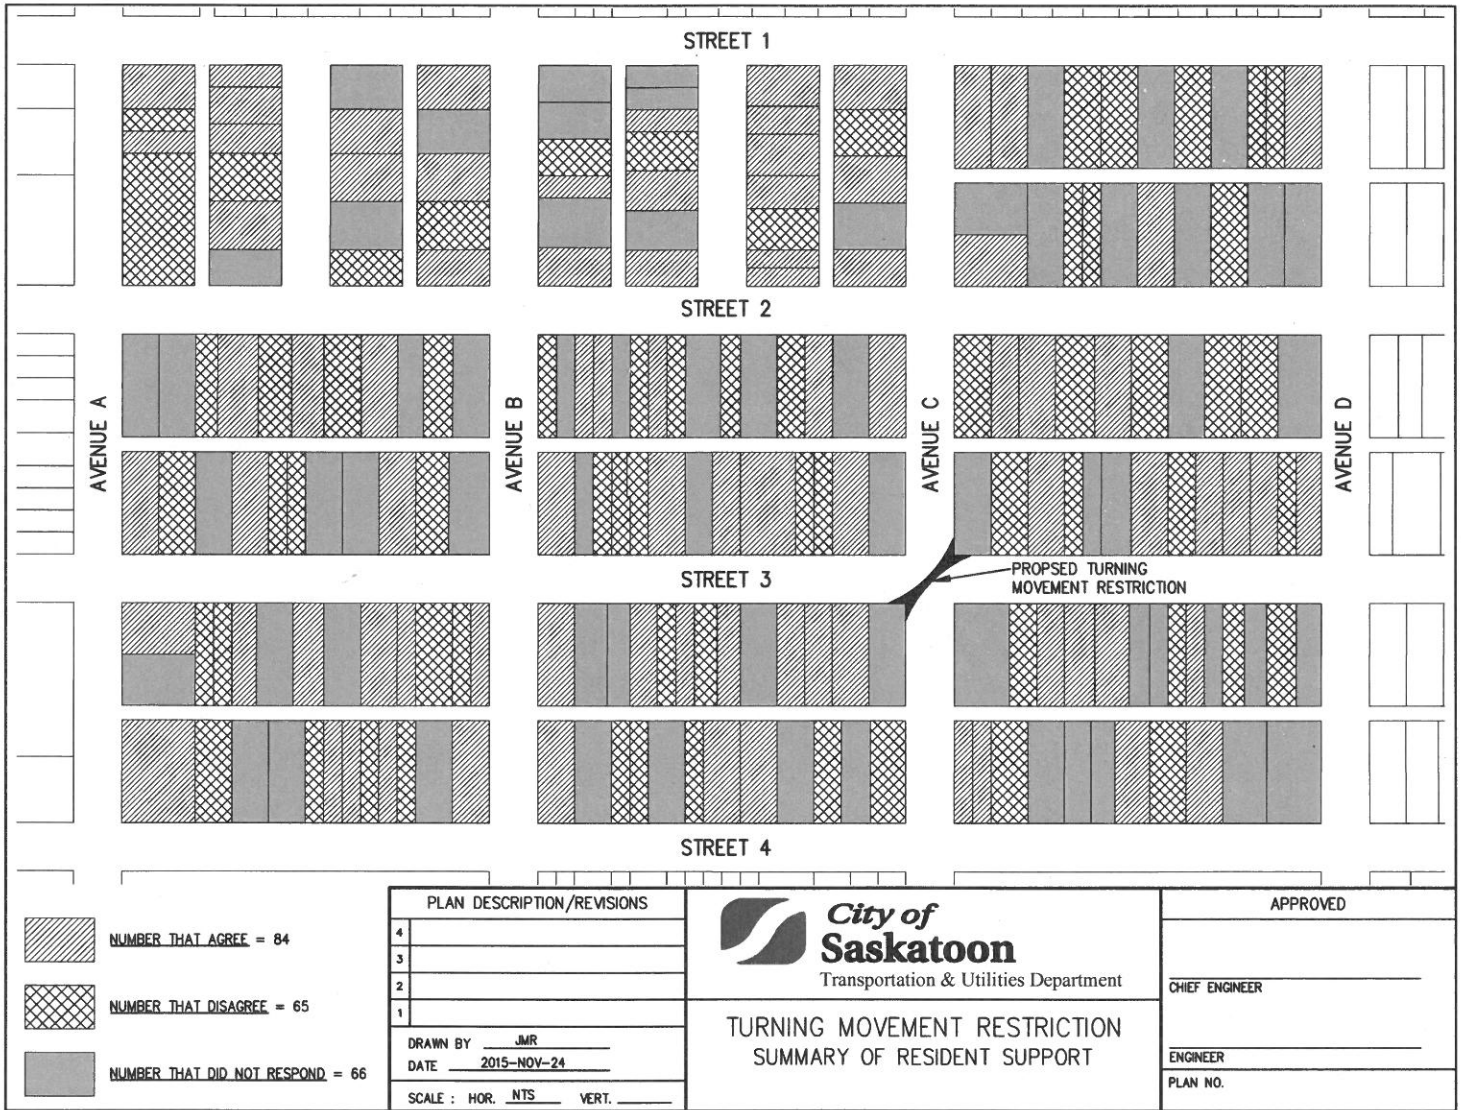 STREET 1
STREET 2
AVENUE A
AVENUE B
AVENUE C
AVENUE D
STREET 3
PROPSED TURNING
MOVEMENT RESTRICTION
STREET 4
NUMBER THAT AGREE = 84
NUMBER THAT DISAGREE = 65
NUMBER THAT DID NOT RESPOND = 66
PLAN DESCRIPTION/REVISIONS
4
3
2
1
DRAWN BY JMR
DATE 2015-NOV-24
SCALE : HOR. NTS VERT.
City of
Saskatoon
Transportation & Utilities Department
TURNING MOVEMENT RESTRICTION
SUMMARY OF RESIDENT SUPPORT
APPROVED
CHIEF ENGINEER
ENGINEER
PLAN NO.